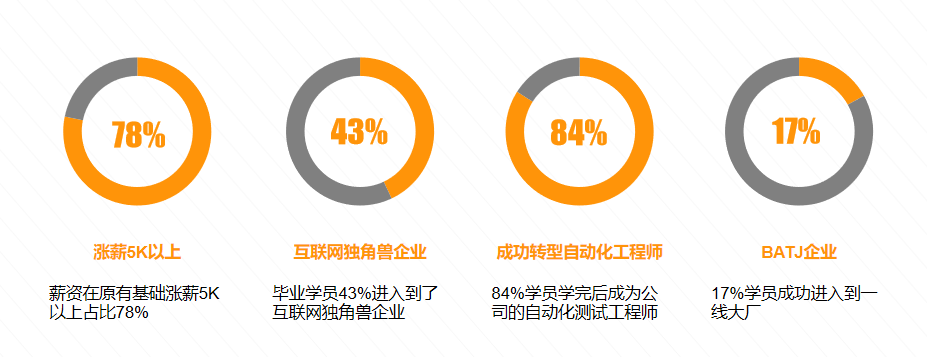 78%
43%
84%
17%
涨薪5K以上
互联网独角兽企业
成功转型自动化工程师
BATJ企业
薪资在原有基础涨薪5K
以上占比78%
毕业学员43%进入到了
互联网独角兽企业
84%学员学完后成为公
司的自动化测试工程师
17%学员成功进入到一
线大厂